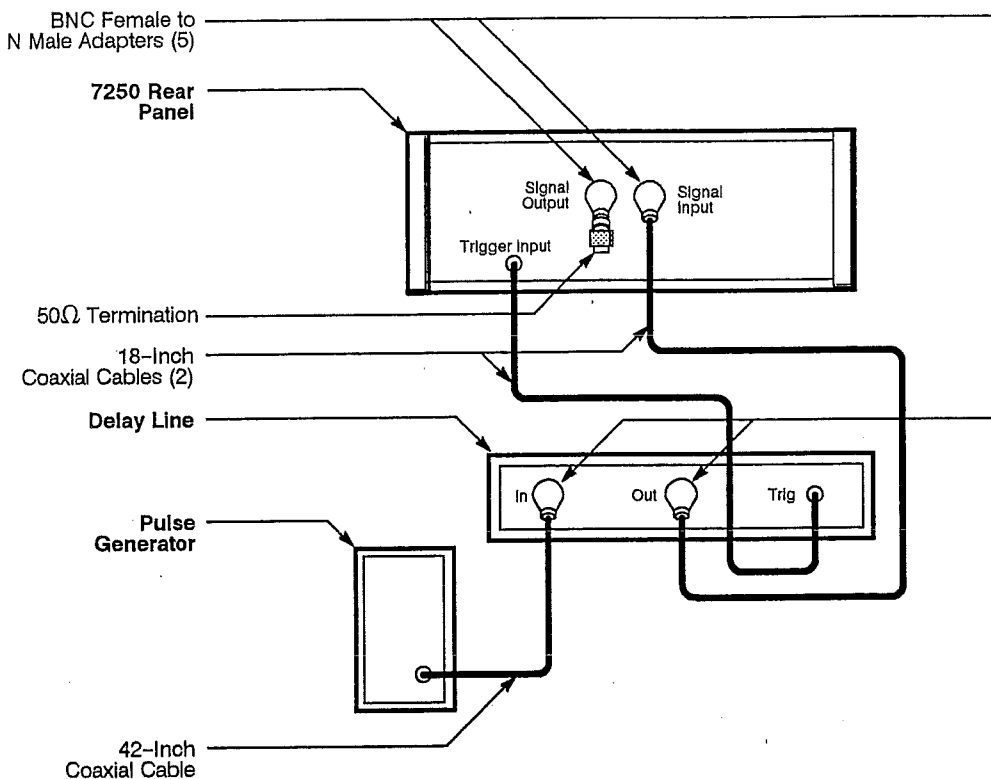 BNC Female to
N Male Adapters (5)
7250 Rear
Panel
Signal
Output
Signal
Input
Trigger Input
50Ω Termination
18-Inch
Coaxial Cables (2)
Delay Line
In
Out
Trig
Pulse
Generator
42-Inch
Coaxial Cable